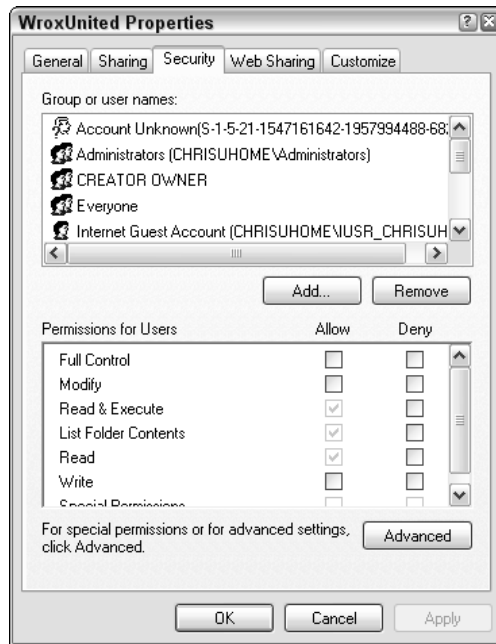 WroxUnited Properties
General Sharing Security Web Sharing Customize
Group or user names:
Account Unknown(S-1-5-21-1547161642-1957994488-682
Administrators (CHRISUHOME\Administrators)
CREATOR OWNER
Everyone
Internet Guest Account (CHRISUHOME\IUSR_CHRISUH
Add... Remove
Permissions for Users Allow Deny
Full Control
Modify
Read & Execute
List Folder Contents
Read
Write
Special Permissions
For special permissions or for advanced settings,
click Advanced.
Advanced
OK Cancel Apply